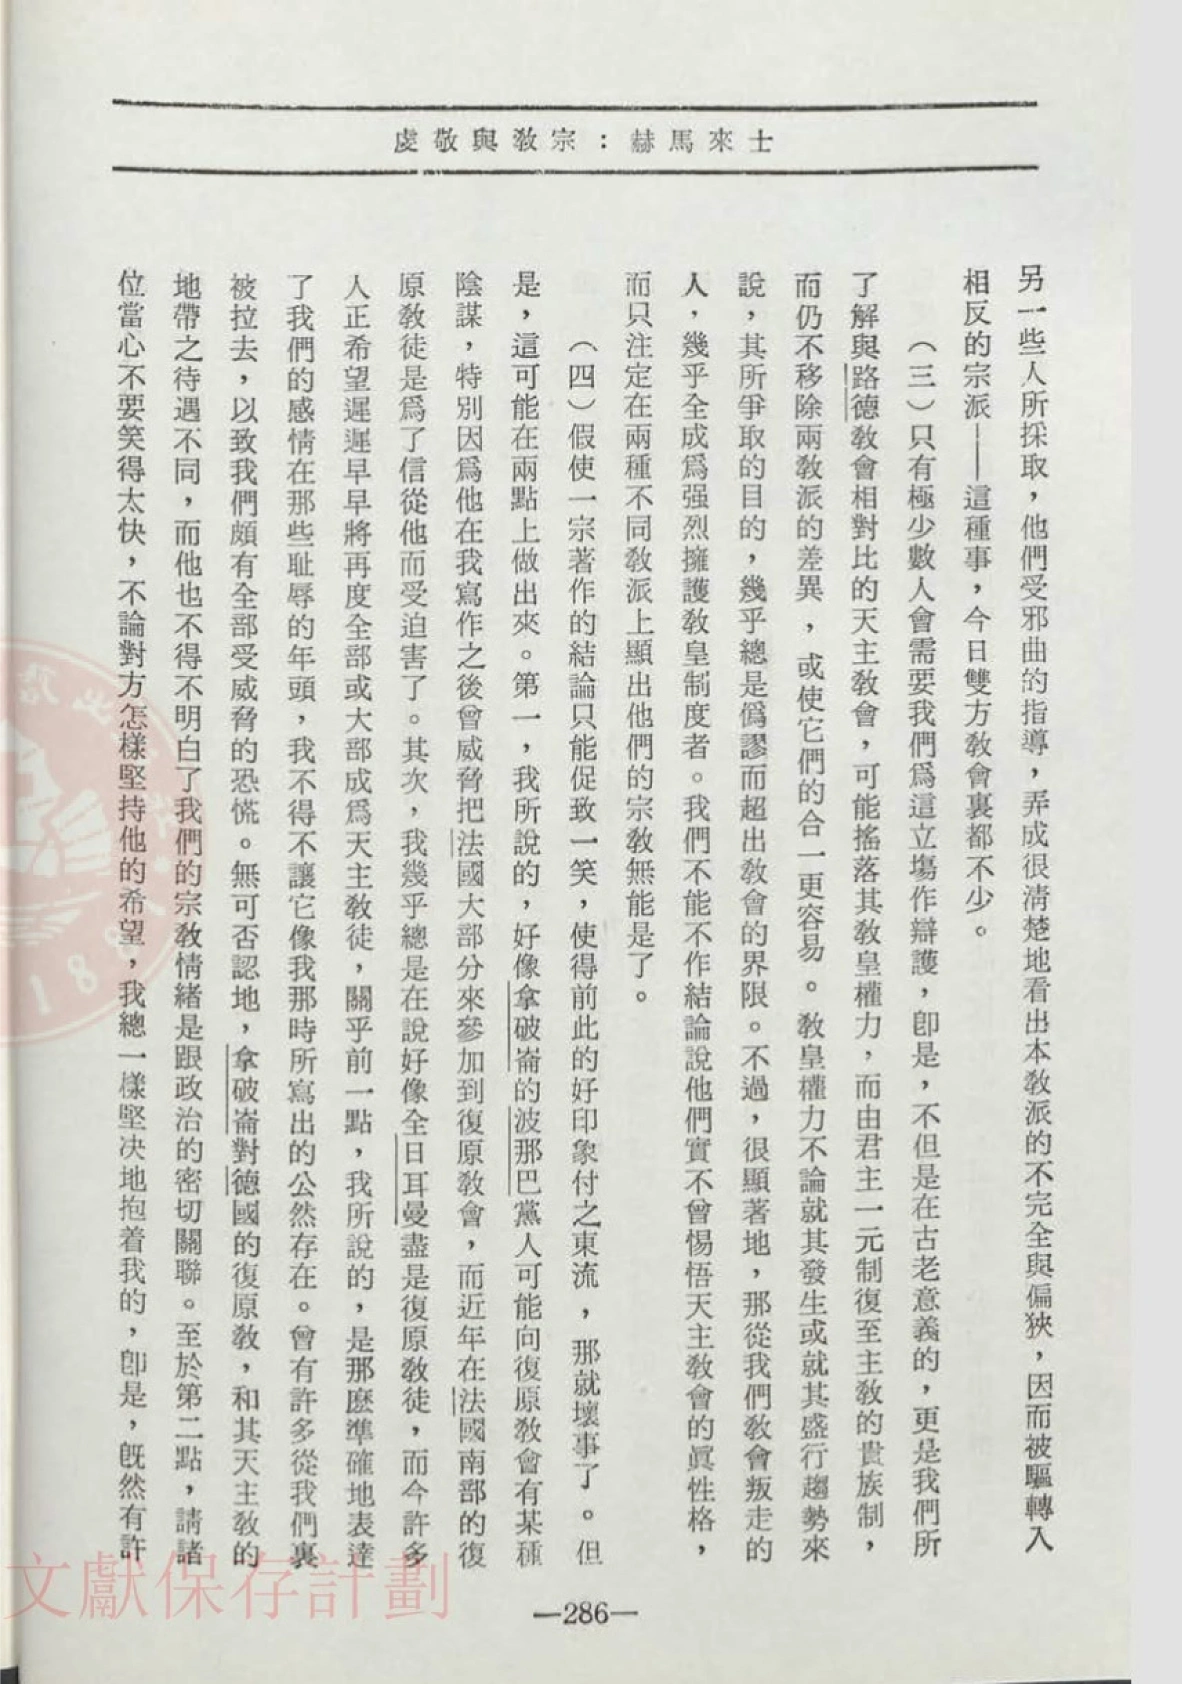 士來馬赫：宗教與敬虔
另一些人所採取，他們受邪曲的指導，弄成很清楚地看出本教派的不完全與偏狹，因而被驅轉入
相反的宗派——這種事，今日雙方教會裏都不少。
（三）只有極少數人會需要我們爲這立塲作辯護，卽是，不但是在古老意義的，更是我們所
了解與路德教會相對比的天主教會，可能搖落其教皇權力，而由君主一元制復至主教的貴族制，
而仍不移除兩教派的差異，或使它們的合一更容易。教皇權力不論就其發生或就其盛行趨勢來
說，其所爭取的目的，幾乎總是僞謬而超出教會的界限。不過，很顯著地，那從我們教會叛走的
人，幾乎全成爲强烈擁護教皇制度者。我們不能不作結論說他們實不曾惕悟天主教會的眞性格，
而只注定在兩種不同教派上顯出他們的宗教無能是了。
（四）假使一宗著作的結論只能促致一笑，使得前此的好印象付之東流，那就壞事了。但
是，這可能在兩點上做出來。第一，我所說的，好像拿破崙的波那巴黨人可能向復原教會有某種
陰謀，特別因爲他在我寫作之後曾威脅把法國大部分來參加到復原教會，而近年在法國南部的復
原教徒是爲了信從他而受迫害了。其次，我幾乎總是在說好像全日耳曼盡是復原教徒，而今許多
人正希望遲遲早早將再度全部或大部成爲天主教徒，關乎前一點，我所說的，是那麼準確地表達
了我們的感情在那些耻辱的年頭，我不得不讓它像我那時所寫出的公然存在。曾有許多從我們裏
被拉去，以致我們頗有全部受威脅的恐慌。無可否認地，拿破崙對德國的復原教，和其天主教的
地帶之待遇不同，而他也不得不明白了我們的宗教情緒是跟政治的密切關聯。至於第二點，請諸
位當心不要笑得太快，不論對方怎樣堅持他的希望，我總一樣堅决地抱着我的，卽是，旣然有許
—286—
文獻保存計劃
188